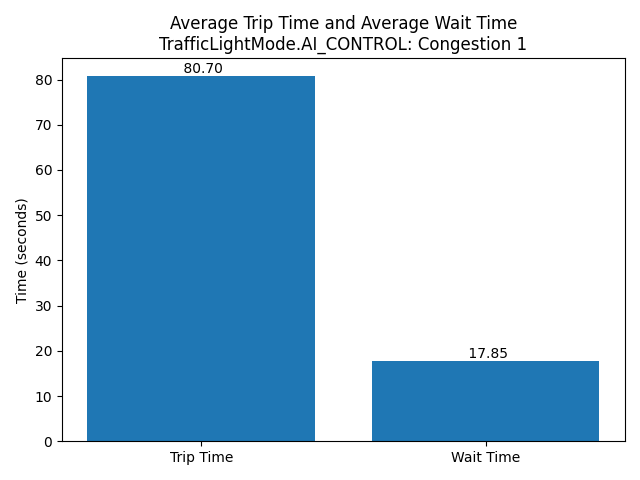 Average Trip Time and Average Wait Time
TrafficLightMode.AI_CONTROL: Congestion 1
80.70
17.85
Time (seconds)
80
70
60
50
40
30
20
10
0
Trip Time
Wait Time